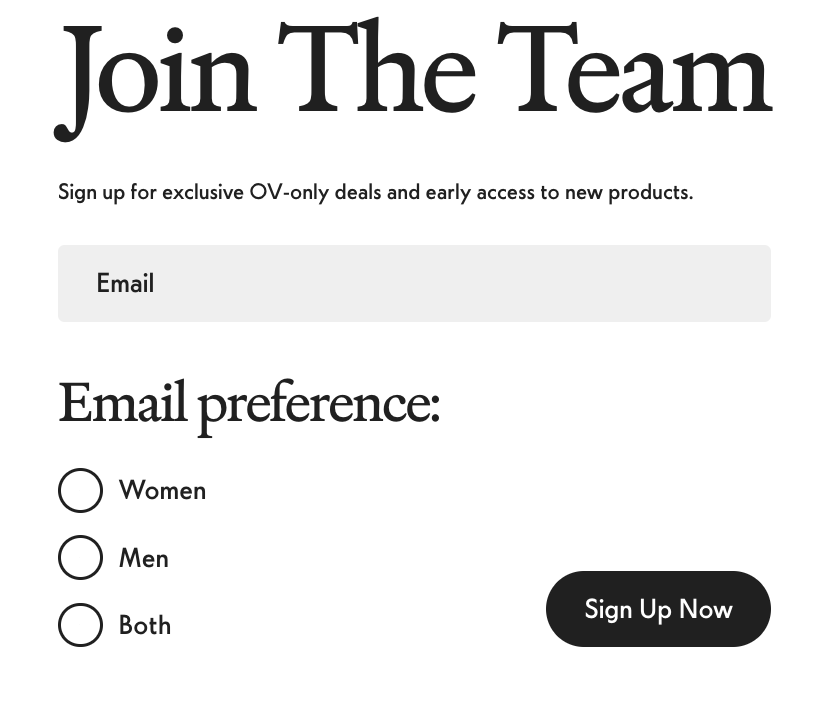 Join The Team
Sign up for exclusive OV-only deals and early access to new products.
Email
Email preference:
Women
Men
Both
Sign Up Now